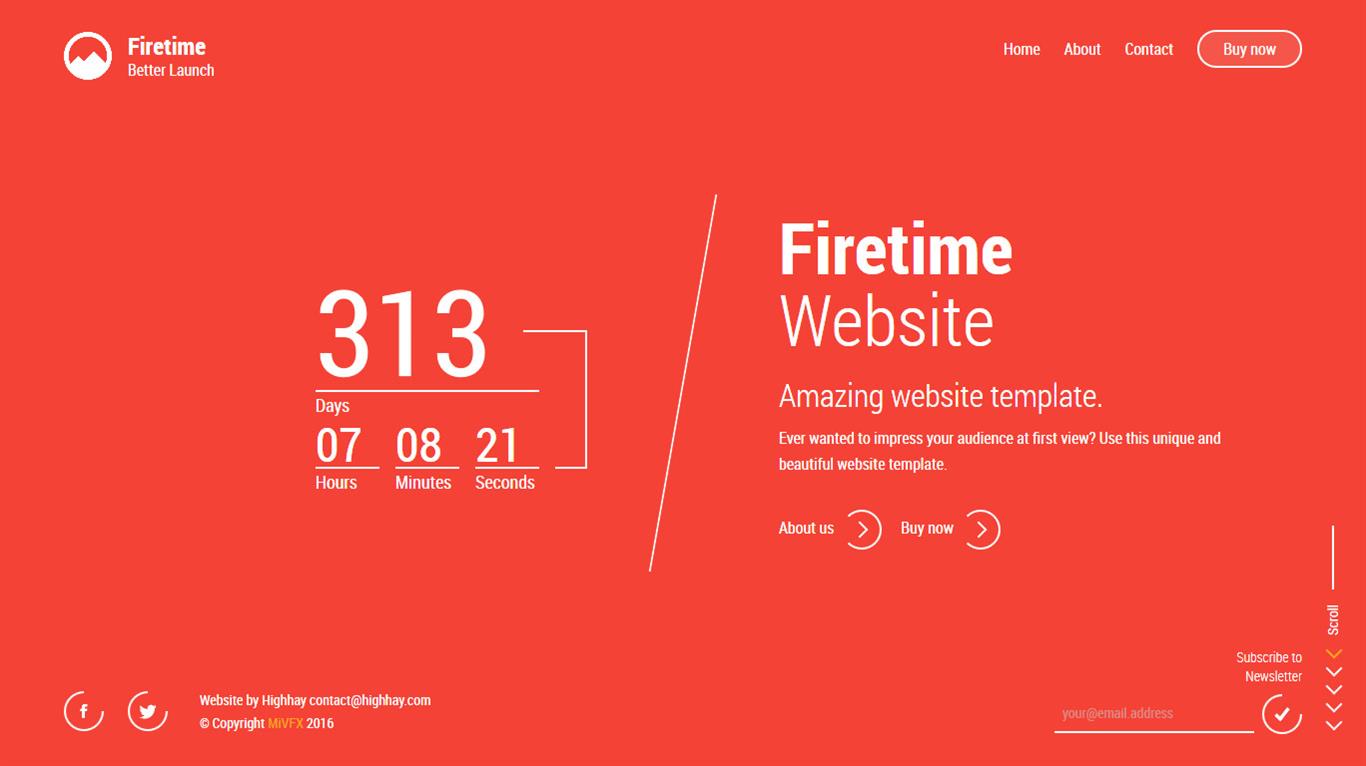 Firetime
Better Launch
Home About Contact Buy now
313
Days
07 08 21
Hours Minutes Seconds
Firetime
Website
Amazing website template.
Ever wanted to impress your audience at first view? Use this unique and
beautiful website template.
About us Buy now
Scroll
Subscribe to
Newsletter
your@email.address
Website by Highhay contact@highhay.com
© Copyright MiVFX 2016